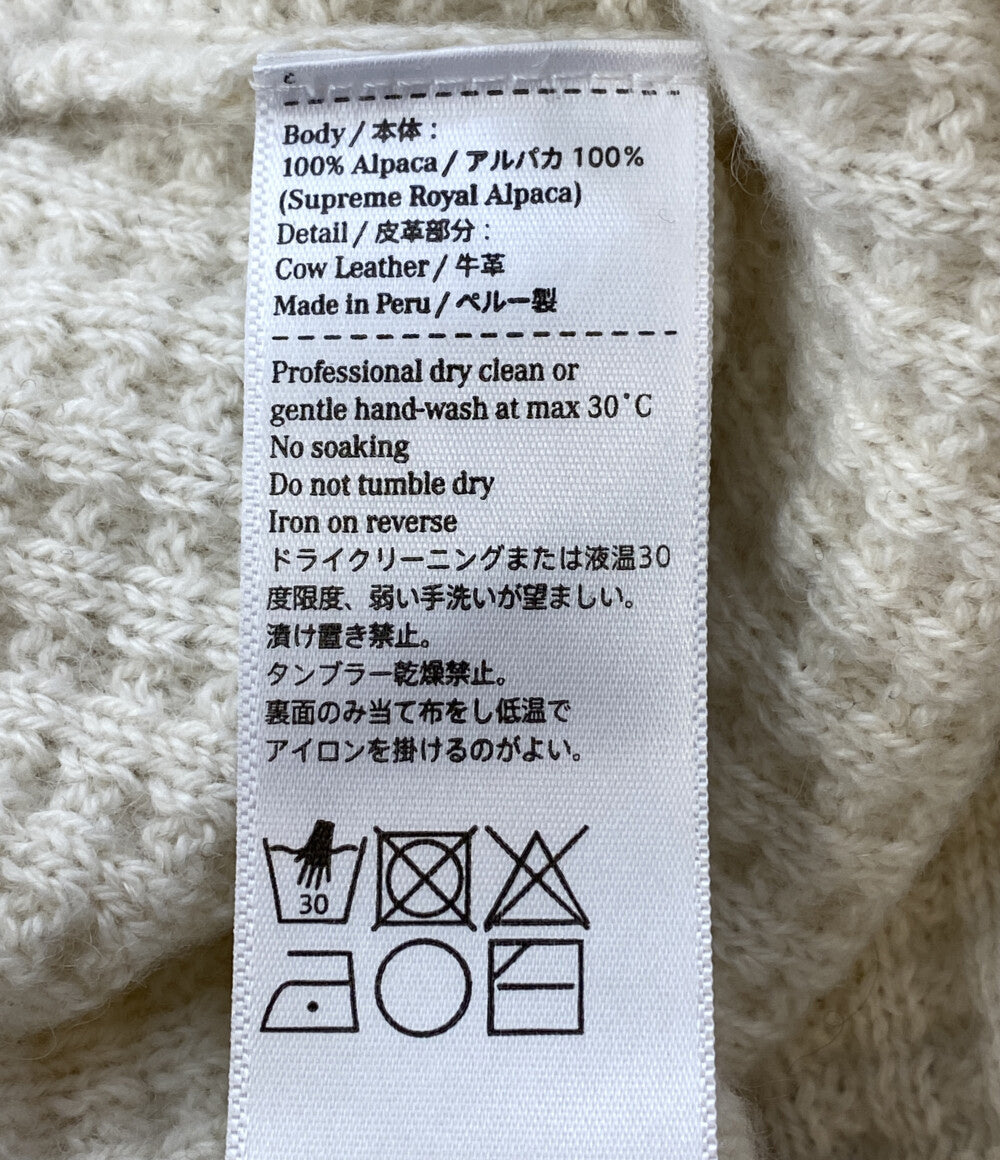 Body / 本体 :
100% Alpaca / アルパカ 100%
(Supreme Royal Alpaca)
Detail / 皮革部分 :
Cow Leather / 牛革
Made in Peru / ペルー製
Professional dry clean or
gentle hand-wash at max 30˚C
No soaking
Do not tumble dry
Iron on reverse
ドライクリーニングまたは液温30
度限度、弱い手洗いが望ましい。
漬け置き禁止。
タンブラー乾燥禁止。
裏面のみ当て布をし低温で
アイロンを掛けるのがよい。
30